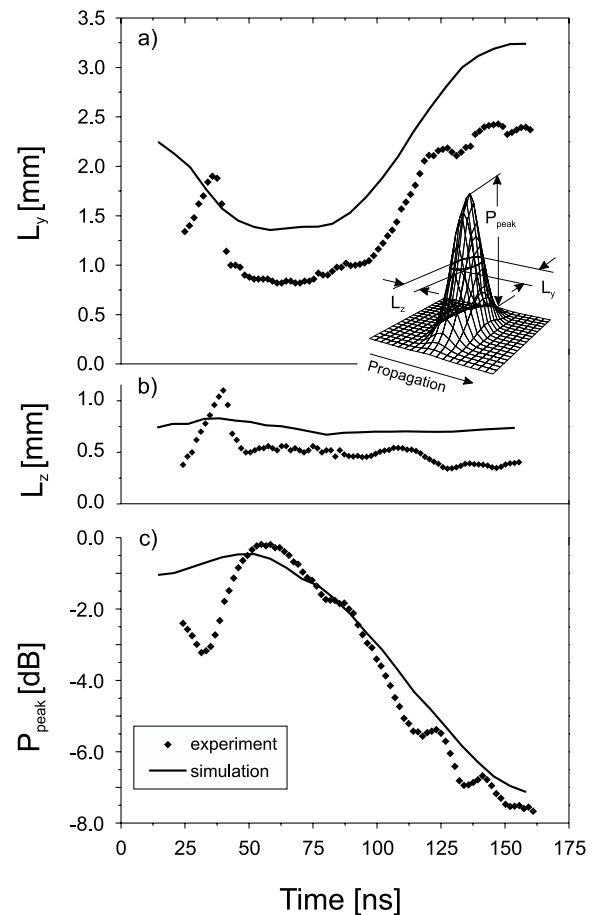 a)
3.5
3.0
2.5
2.0
1.5
1.0
0.5
0.0
Ly [mm]
Ppeak
Lz
Ly
Propagation
b)
1.0
0.5
0.0
Lz [mm]
c)
0.0
-2.0
-4.0
-6.0
-8.0
Ppeak [dB]
experiment
simulation
0 25 50 75 100 125 150 175
Time [ns]